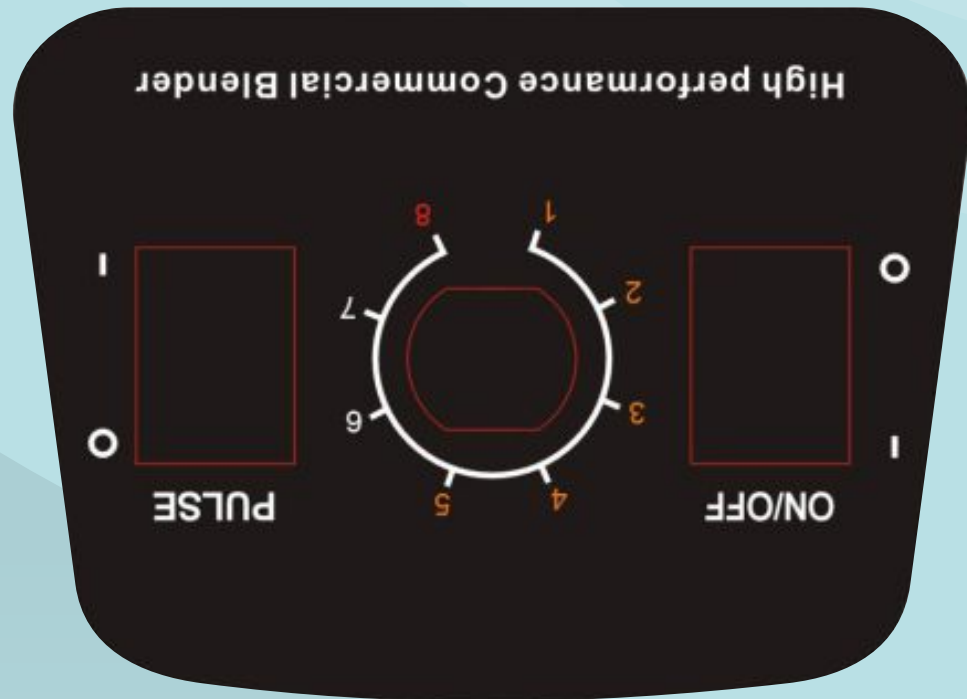 ON/OFF 4 5 PULSE
I 3 6 O
2 7
O 1 8 I
High performance Commercial Blender